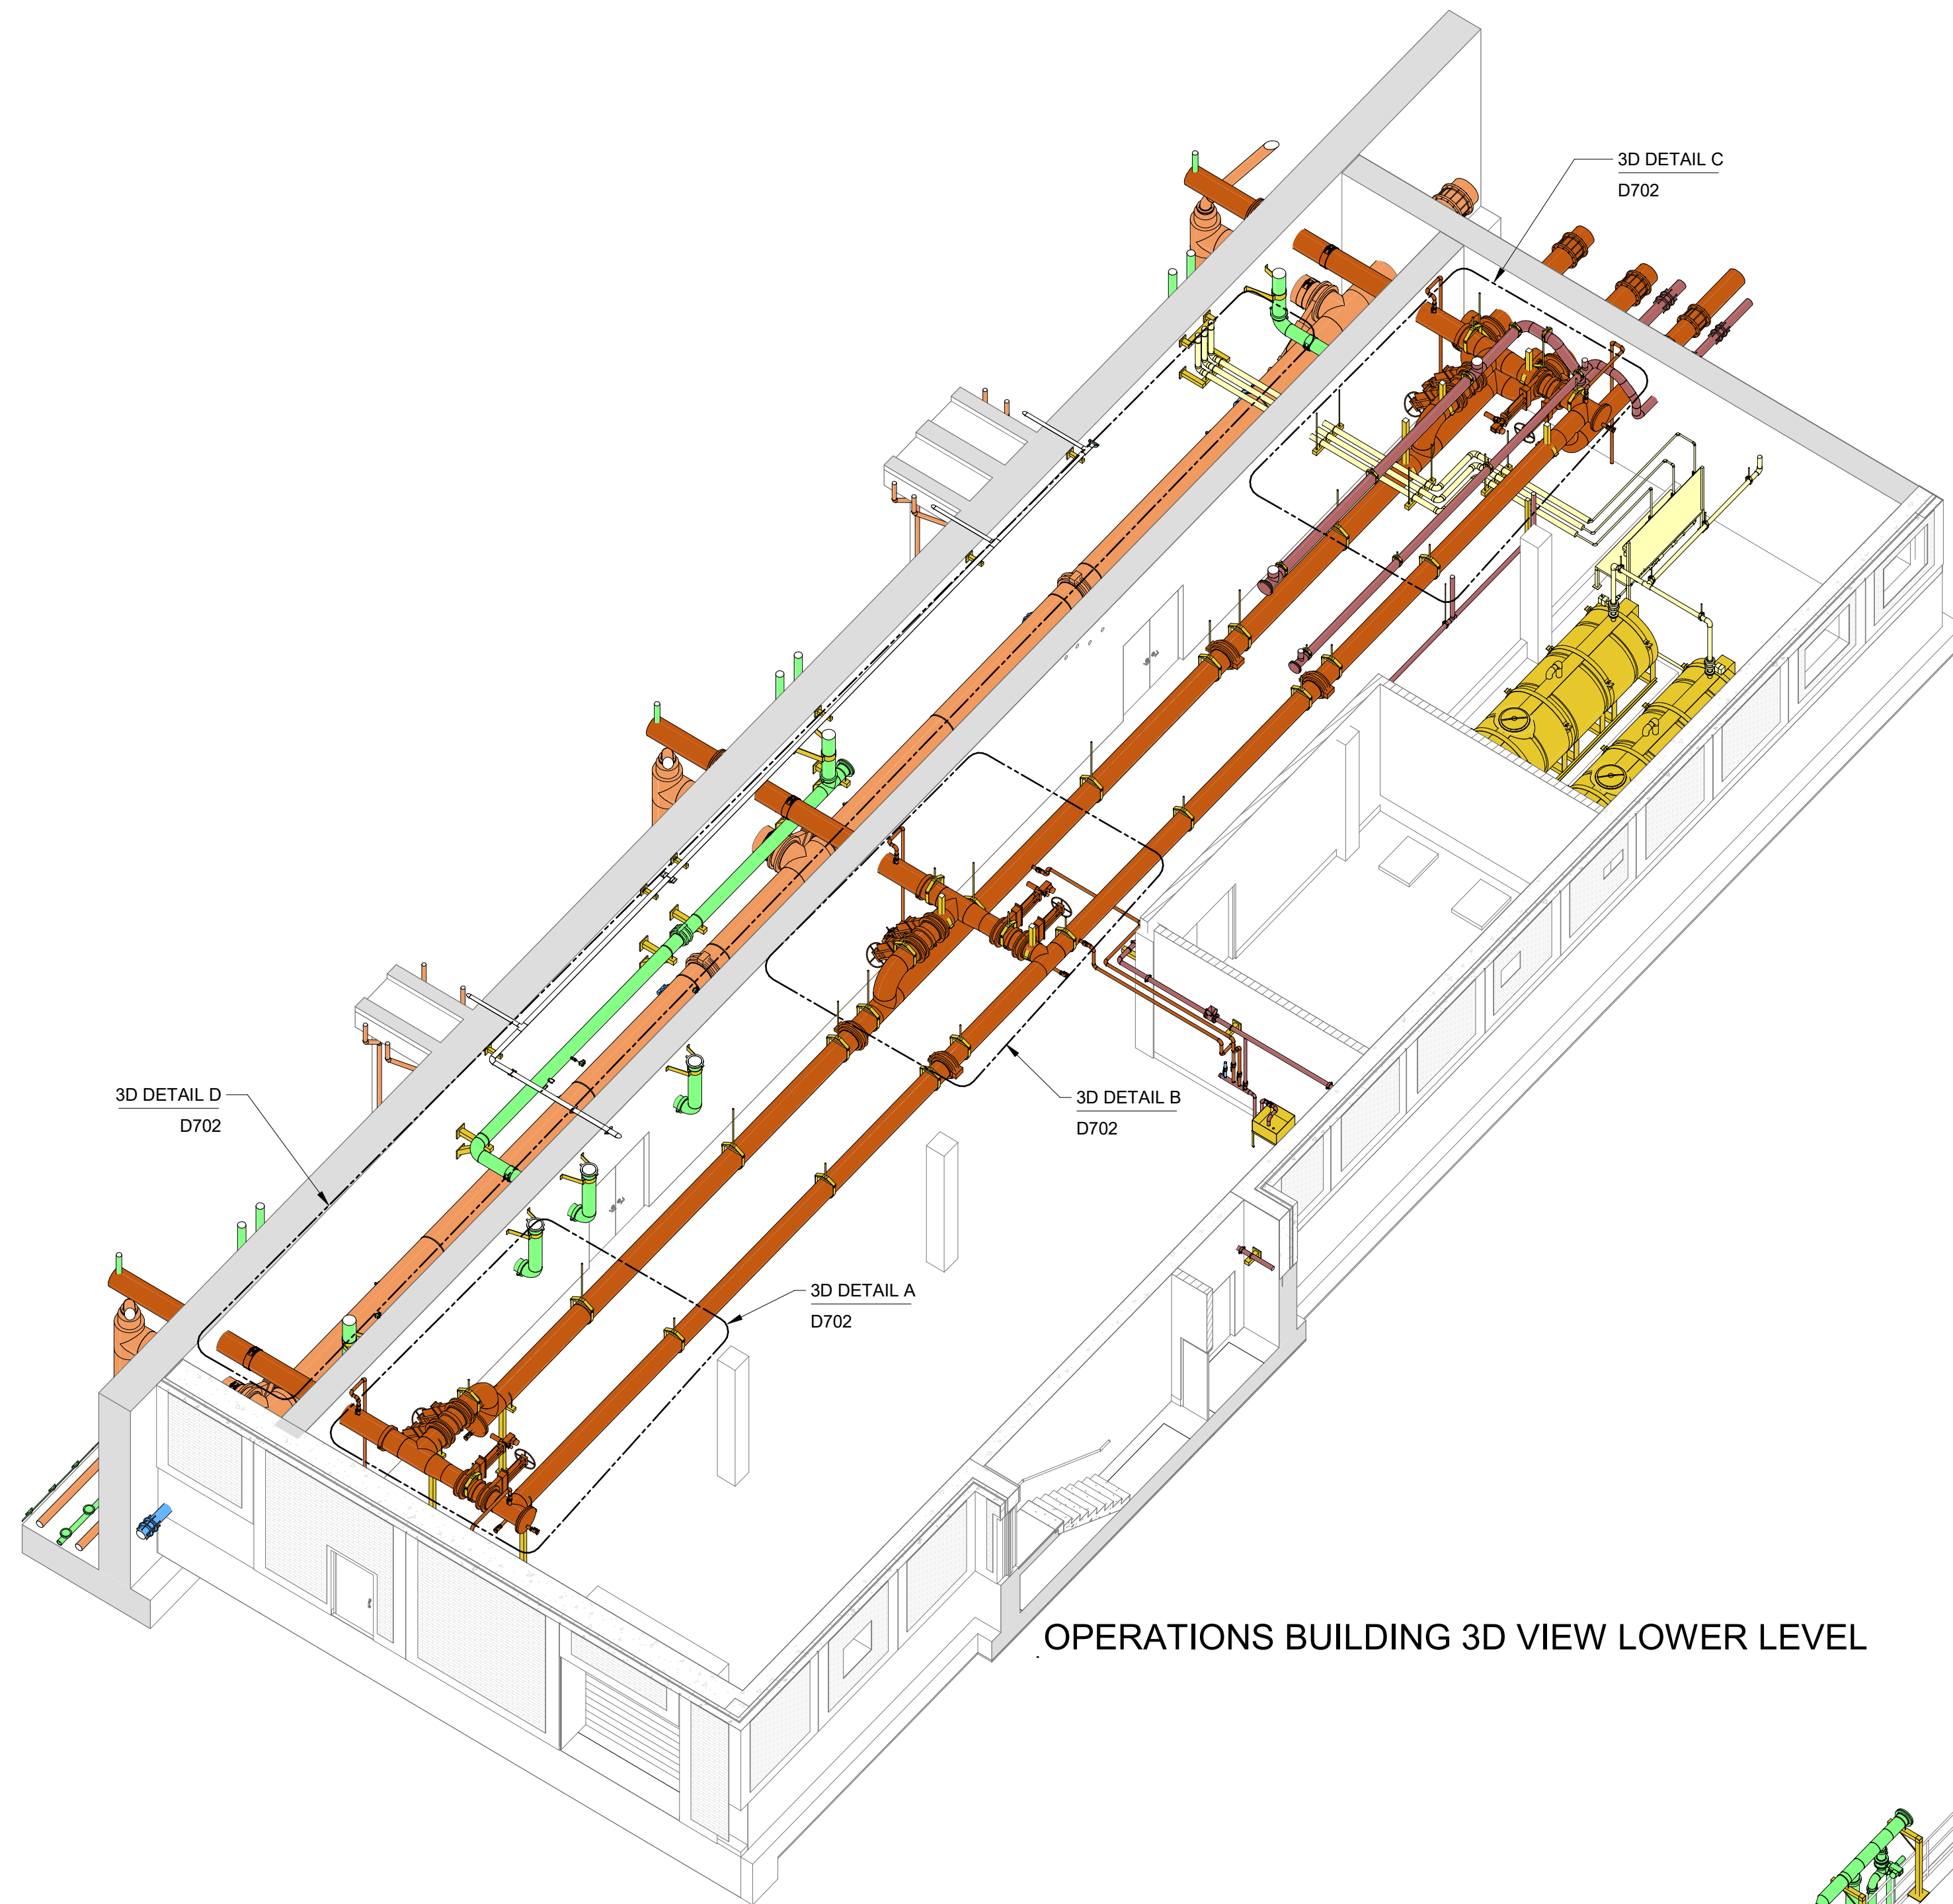 3D DETAIL C
D702
3D DETAIL D
D702
3D DETAIL B
D702
3D DETAIL A
D702
OPERATIONS BUILDING 3D VIEW LOWER LEVEL